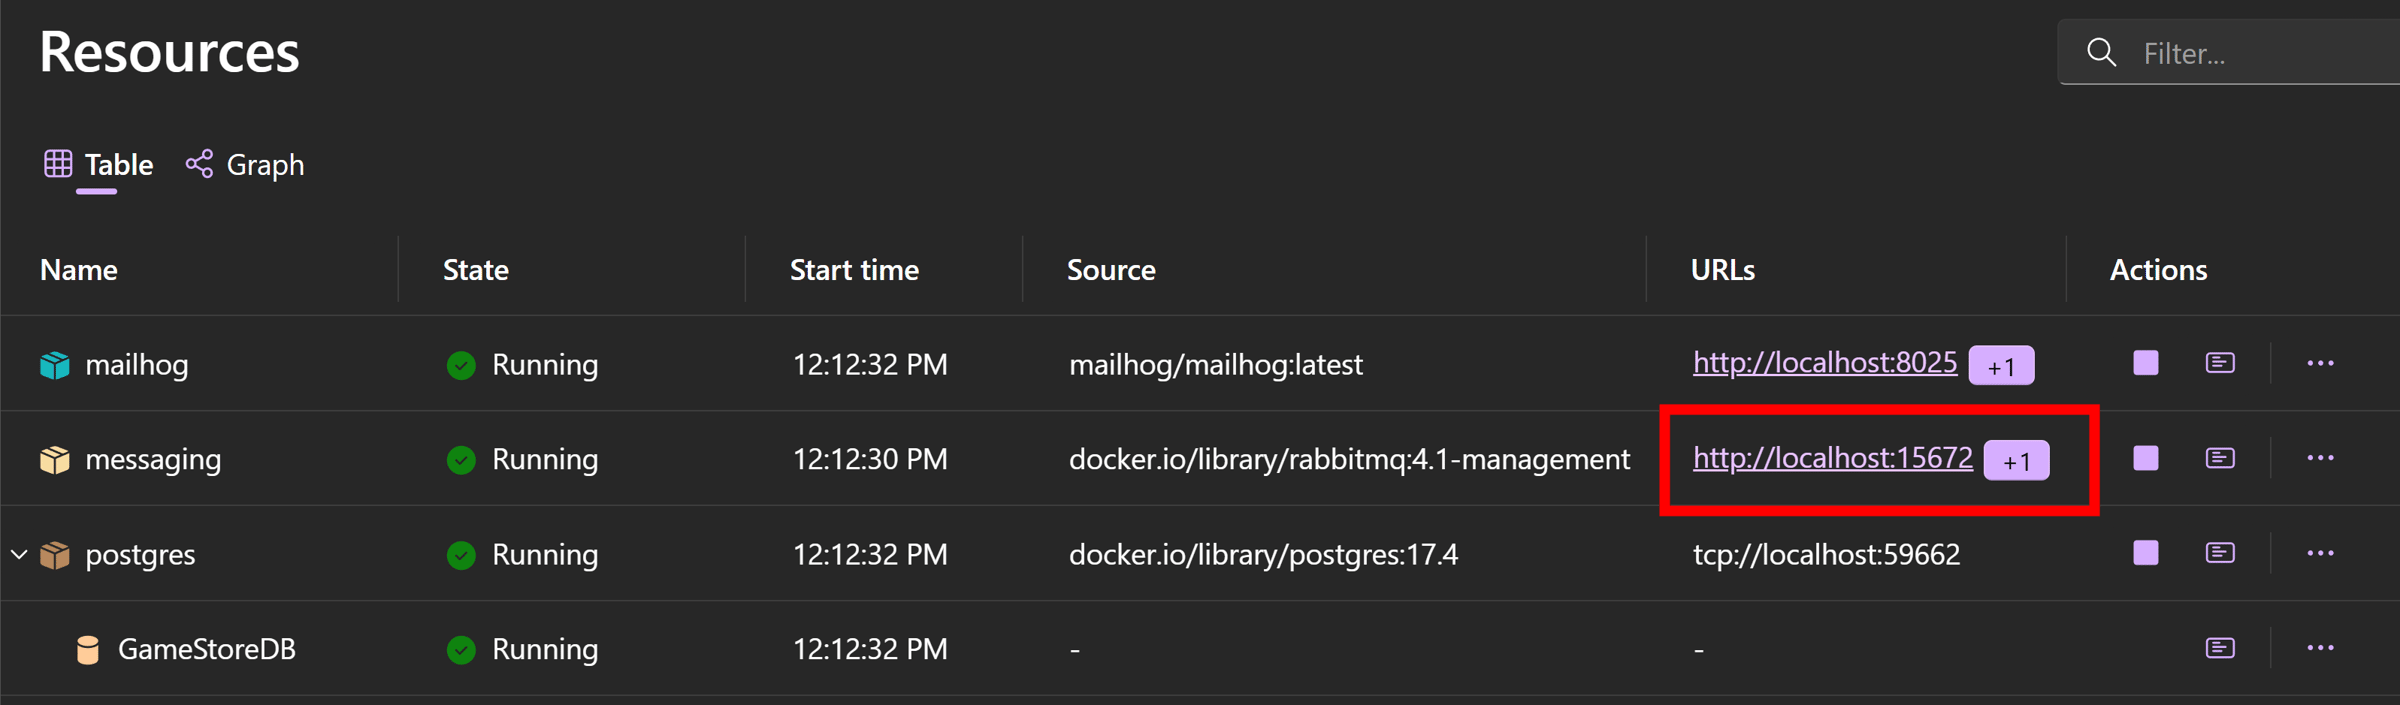 Resources
Filter...
Table Graph
Name State Start time Source URLs Actions
mailhog Running 12:12:32 PM mailhog/mailhog:latest http://localhost:8025 +1
messaging Running 12:12:30 PM docker.io/library/rabbitmq:4.1-management http://localhost:15672 +1
postgres Running 12:12:32 PM docker.io/library/postgres:17.4 tcp://localhost:59662
GameStoreDB Running 12:12:32 PM - -